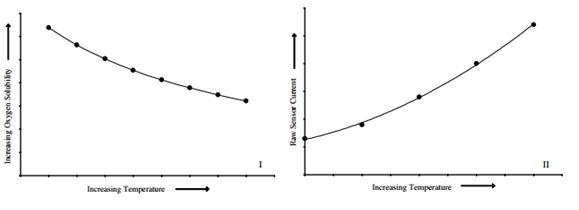 Increasing Oxygen Solubility
I
Increasing Temperature
Raw Sensor Current
II
Increasing Temperature